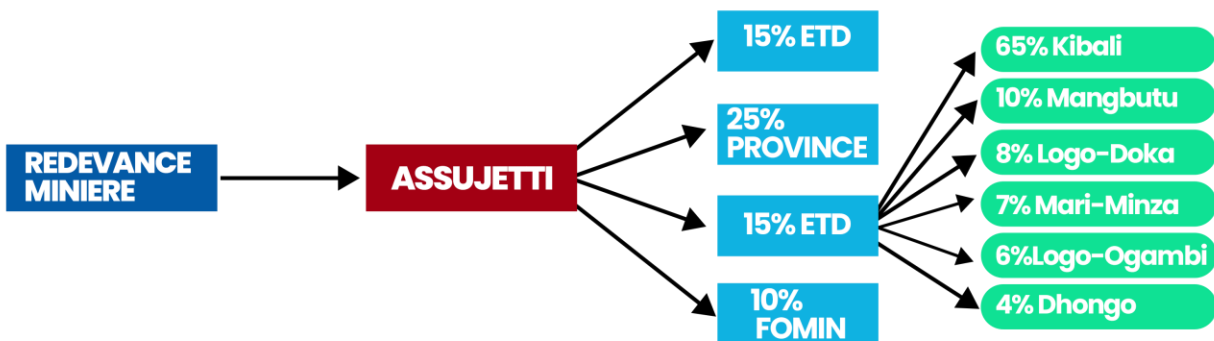 REDEVANCE
MINIERE
ASSUJETTI
15% ETD
25%
PROVINCE
15% ETD
10%
FOMIN
65% Kibali
10% Mangbutu
8% Logo-Doka
7% Mari-Minza
6%Logo-Ogambi
4% Dhongo